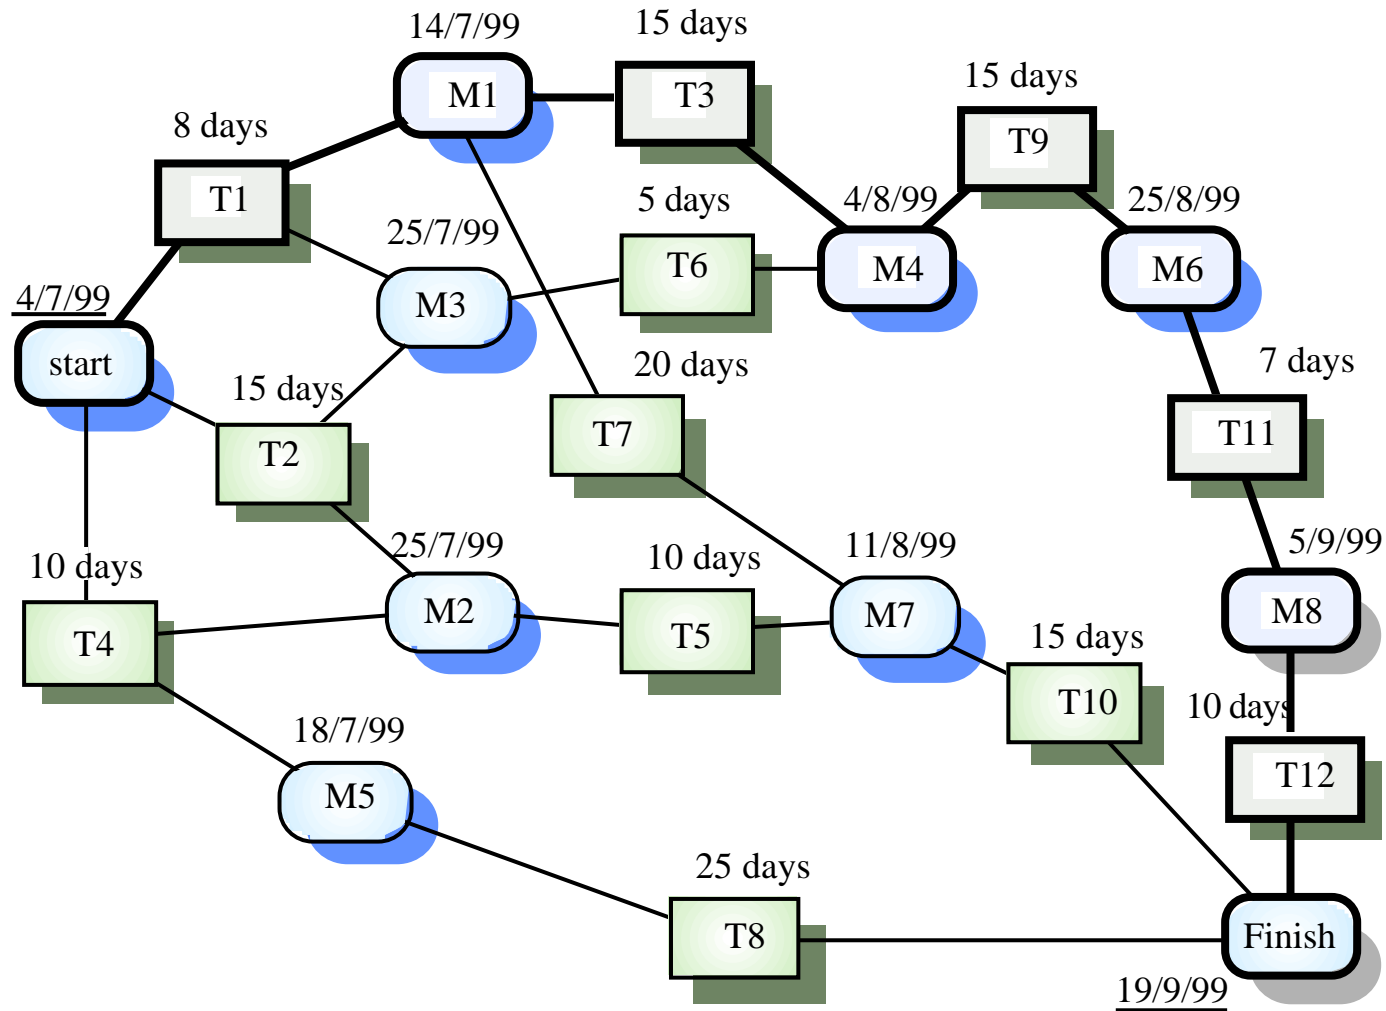 14/7/99
15 days
M1
T3
15 days
8 days
T9
T1
5 days
4/8/99
25/8/99
25/7/99
T6
M4
M6
4/7/99
M3
start
15 days
20 days
7 days
T2
T7
T11
25/7/99
10 days
11/8/99
5/9/99
10 days
M2
M7
M8
T4
T5
15 days
T10
10 days
18/7/99
M5
T12
25 days
T8
Finish
19/9/99